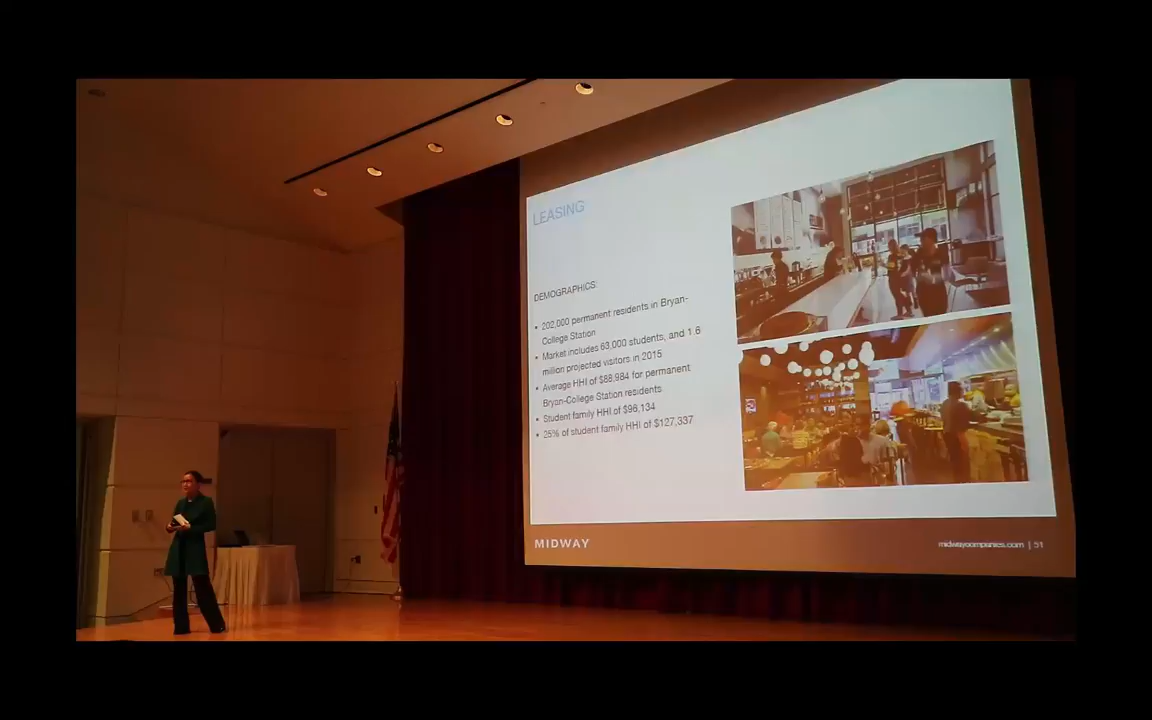 LEASING
DEMOGRAPHICS:
• 202,000 permanent residents in Bryan-
College Station
• Market includes 63,000 students, and 1.6
million projected visitors in 2015
• Average HHI of $88,984 for permanent
Bryan-College Station residents.
• Student family HHI of $96,134
• 25% of student family HHI of $127,337
MIDWAY
midwaycompanies.com | 51